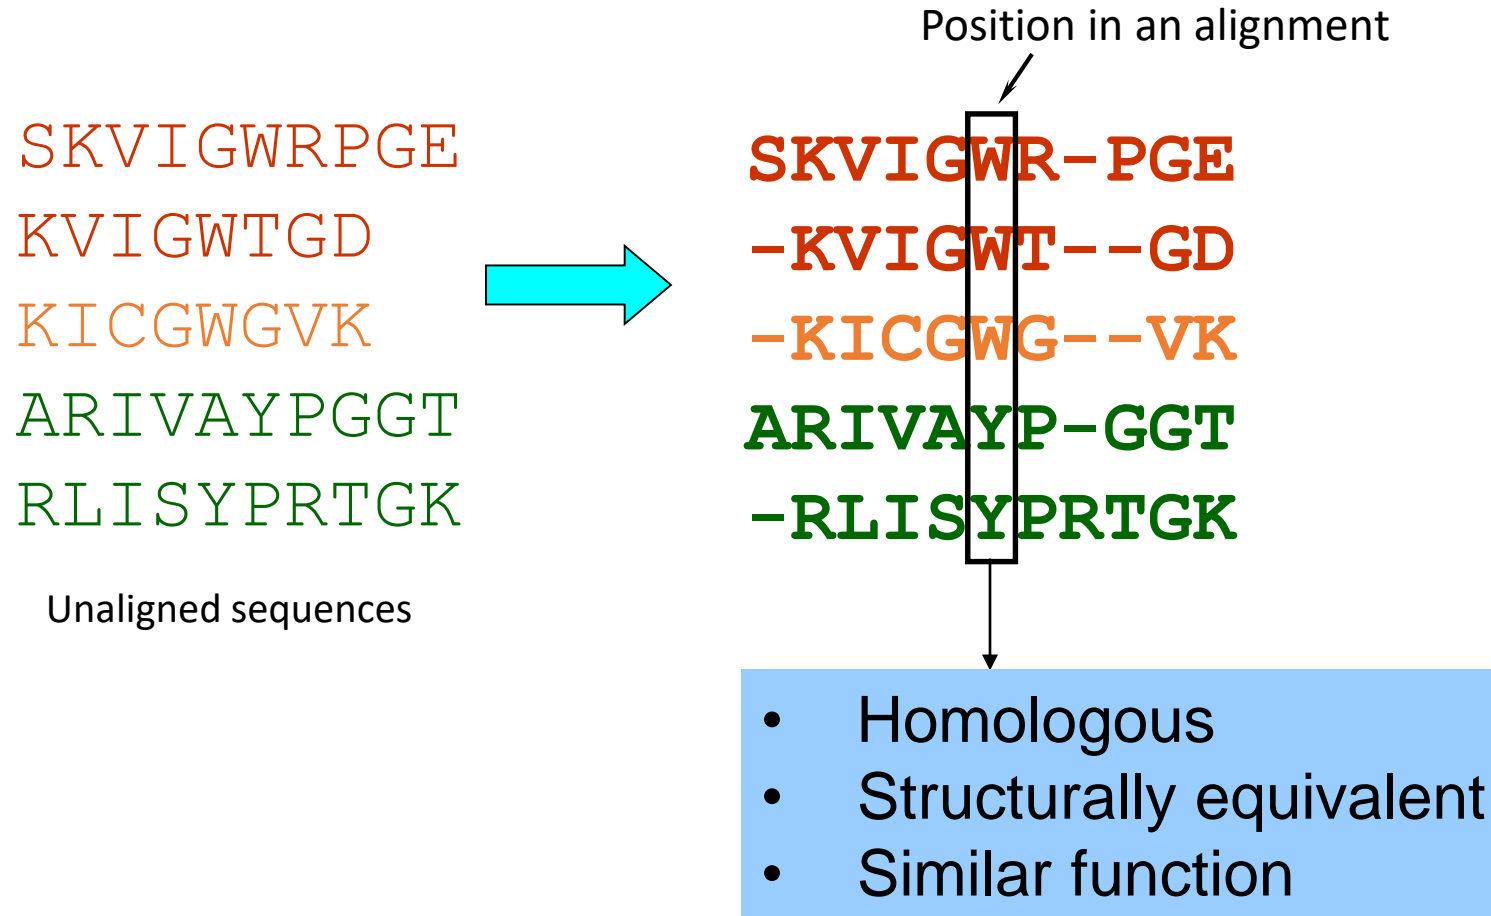 Position in an alignment
SKVIGWRPGE
KVIGWTGD
KICGWGVK
ARIVAYPGGT
RLISYPRTGK
Unaligned sequences
SKVIGWR-PGE
-KVIGWT--GD
-KICGWG--VK
ARIVAYP-GGT
-RLISYPRTGK
• Homologous
• Structurally equivalent
• Similar function